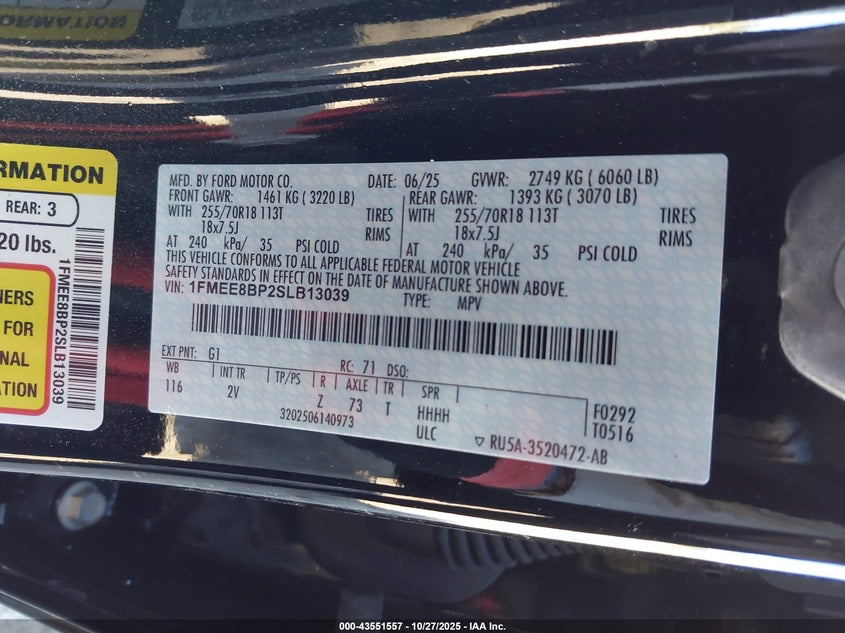 MATION
REAR: 3
20 lbs.
NERS
FOR
NAL
ATION
1FMEE8BP2SLB13039
MFD. BY FORD MOTOR CO. DATE: 06/25 GVWR: 2749 KG ( 6060 LB)
FRONT GAWR: 1461 KG ( 3220 LB) REAR GAWR: 1393 KG ( 3070 LB)
WITH 255/70R18 113T TIRES WITH 255/70R18 113T TIRES
18x7.5J RIMS 18x7.5J RIMS
AT 240 kPa/ 35 PSI COLD AT 240 kPa/ 35 PSI COLD
THIS VEHICLE CONFORMS TO ALL APPLICABLE FEDERAL MOTOR VEHICLE
SAFETY STANDARDS IN EFFECT ON THE DATE OF MANUFACTURE SHOWN ABOVE.
VIN: 1FMEE8BP2SLB13039 TYPE: MPV
EXT PNT: G1 RC: 71 DSO:
WB INT TR TP/PS R AXLE TR SPR
116 2V Z 73 T HHHH F0292
3202506140973 ULC T0516
▽ RU5A-3520472-AB
000-43551557 • 10/27/2025 • IAA Inc.